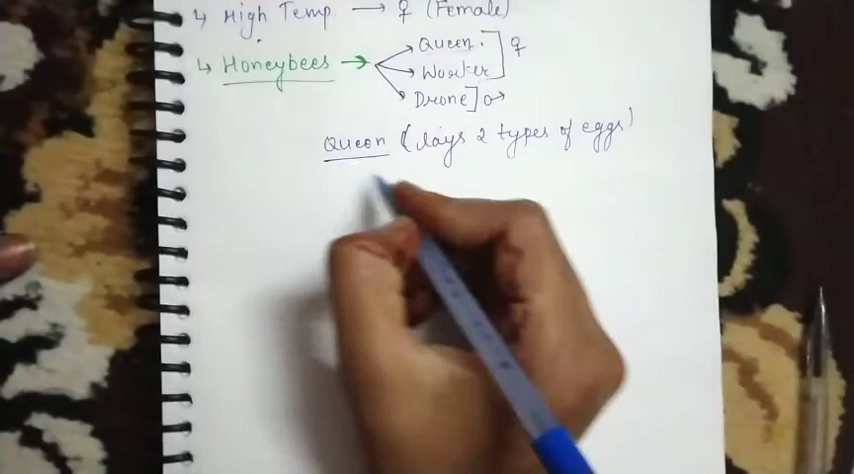 ↳ High Temp → ♀ (Female)
↳ Honeybees → Queen ] ♀
Worker
Drone ] ♂
Queen (lays 2 types of eggs)